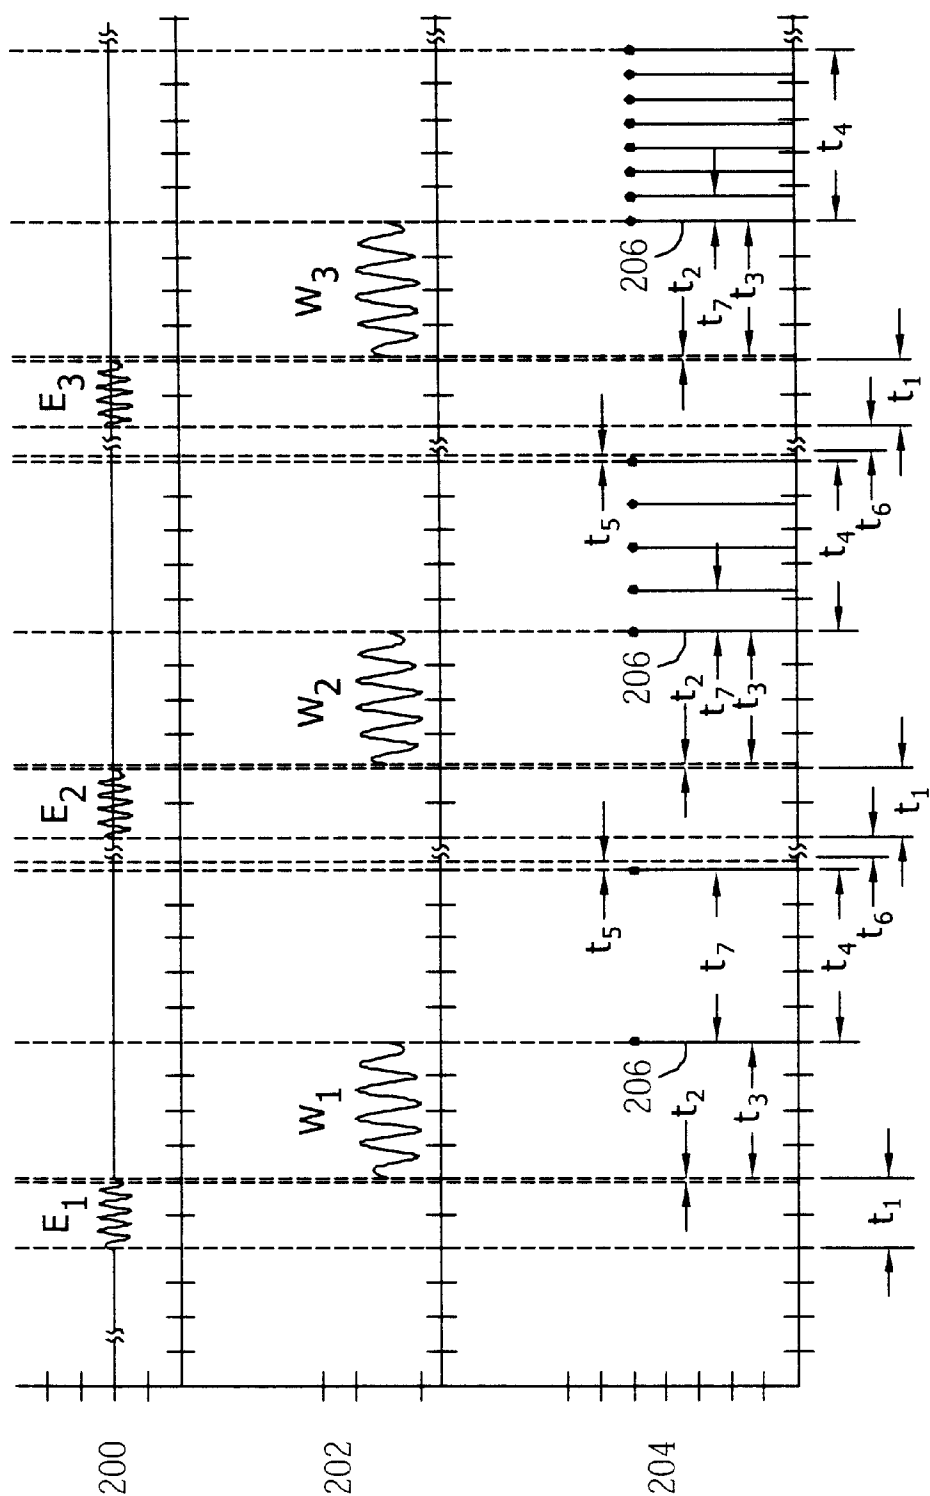 200
E₁
E₂
E₃
202
W₁
W₂
W₃
204
206
206
206
t₅
t₅
t₂
t₂
t₂
t₇
t₇
t₇
t₃
t₃
t₃
t₄
t₄
t₄
t₆
t₆
t₁
t₁
t₁